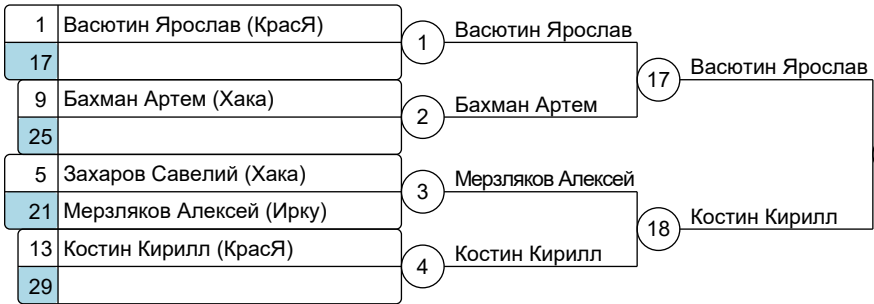 1 Васютин Ярослав (КрасЯ)
17
9 Бахман Артем (Хака)
25
5 Захаров Савелий (Хака)
21 Мерзляков Алексей (Ирку)
13 Костин Кирилл (КрасЯ)
29
1 Васютин Ярослав
2 Бахман Артем
3 Мерзляков Алексей
4 Костин Кирилл
17 Васютин Ярослав
18 Костин Кирилл